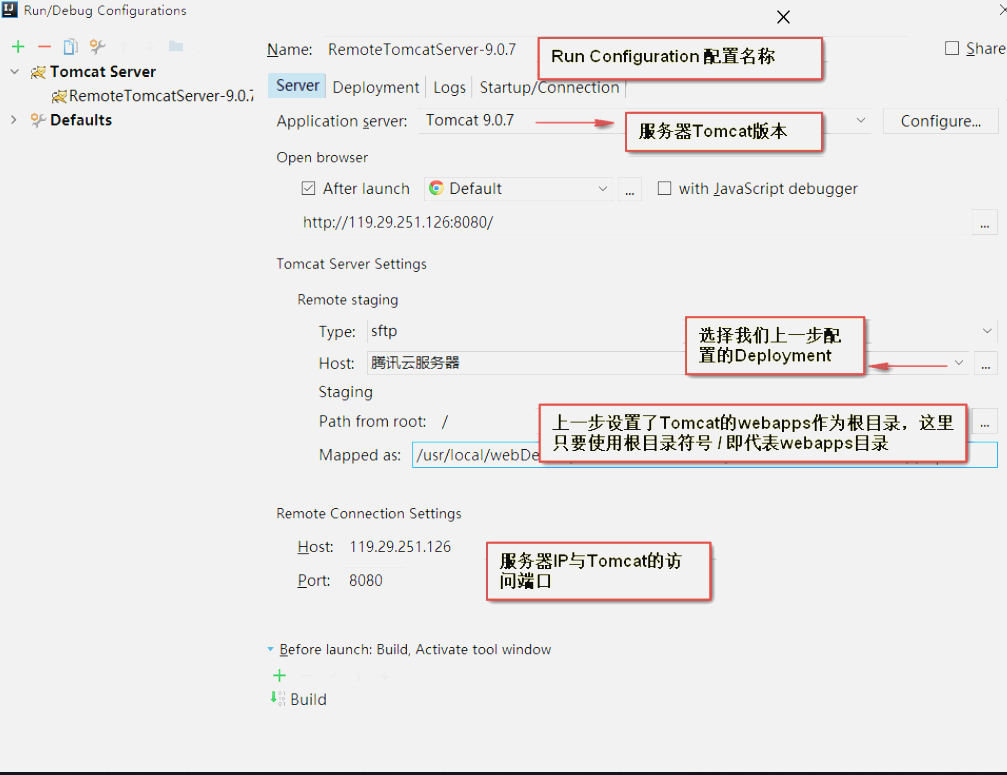 Run/Debug Configurations
Name: RemoteTomcatServer-9.0.7
Run Configuration 配置名称
Share
Tomcat Server
RemoteTomcatServer-9.0.7
Defaults
Server Deployment Logs Startup/Connection
Application server: Tomcat 9.0.7
服务器Tomcat版本
Configure...
Open browser
After launch Default ... with JavaScript debugger
http://119.29.251.126:8080/ ...
Tomcat Server Settings
Remote staging
Type: sftp
选择我们上一步配
置的Deployment
Host: 腾讯云服务器 ...
Staging
Path from root: / ...
上一步设置了Tomcat的webapps作为根目录，这里
只要使用根目录符号 / 即代表webapps目录
Mapped as: /usr/local/webDe
Remote Connection Settings
Host: 119.29.251.126
Port: 8080
服务器IP与Tomcat的访
问端口
Before launch: Build, Activate tool window
Build